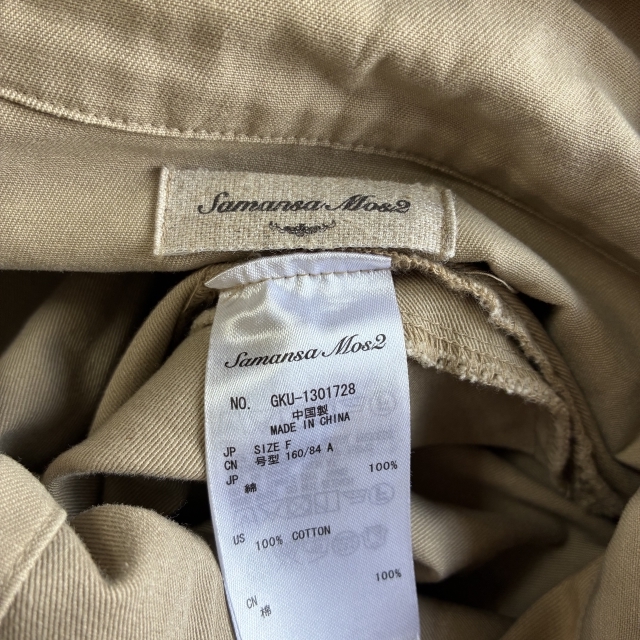 Samansa Mos2
Samansa Mos2
NO. GKU-1301728
中国製
MADE IN CHINA
JP SIZE F
CN 号型 160/84 A
JP 綿 100%
US 100% COTTON
CN 棉 100%